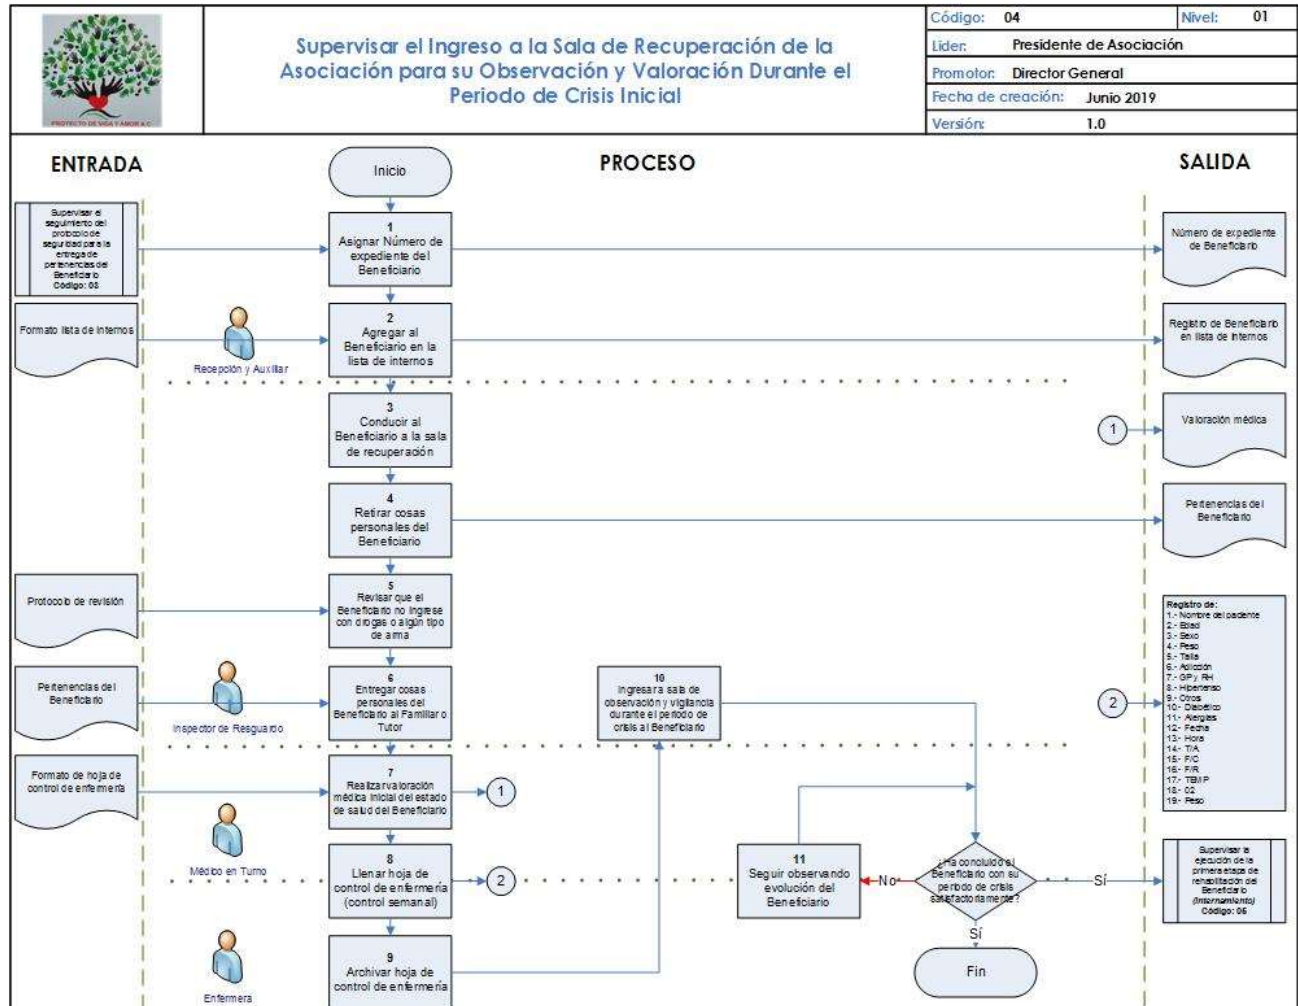 PROYECTO DE VIDA Y AMOR A.C
Supervisar el Ingreso a la Sala de Recuperación de la
Asociación para su Observación y Valoración Durante el
Periodo de Crisis Inicial
Código: 04 Nivel: 01
Lider: Presidente de Asociación
Promotor: Director General
Fecha de creación: Junio 2019
Versión: 1.0
ENTRADA
PROCESO
SALIDA
Inicio
Supervisar el
seguimiento del
protocolo de
seguridad para la
entrega de
pertenencias del
Beneficiario
Código: 03
1
Asignar Número de
expediente del
Beneficiario
Número de expediente
de Beneficiario
Formato lista de internos
Recepción y Auxiliar
2
Agregar al
Beneficiario en la
lista de internos
Registro de Beneficiario
en lista de internos
3
Conducir al
Beneficiario a la sala
de recuperación
1
Valoración médica
4
Retirar cosas
personales del
Beneficiario
Pertenencias del
Beneficiario
Protocolo de revisión
5
Revisar que el
Beneficiario no ingrese
con drogas o algún tipo
de arma
Pertenencias del
Beneficiario
Inspector de Resguardo
6
Entregar cosas
personales del
Beneficiario al Familiar o
Tutor
10
Ingresar a sala de
observación y vigilancia
durante el periodo de
crisis al Beneficiario
2
Registro de:
1.- Nombre del paciente
2.- Edad
3.- Sexo
4.- Peso
5.- Talla
6.- Adicción
7.- GP y RH
8.- Hipertenso
9.- Otros
10.- Diabético
11.- Alergias
12.- Fecha
13.- Hora
14.- T/A
15.- F/C
16.- F/R
17.- TEMP
18.- 02
19.- Peso
Formato de hoja de
control de enfermería
7
Realizar valoración
médica inicial del estado
de salud del Beneficiario
1
Médico en Turno
8
Llenar hoja de
control de enfermería
(control semanal)
2
11
Seguir observando
evolución del
Beneficiario
No
¿Ha concluido el
Beneficiario con su
periodo de crisis
satisfactoriamente?
Sí
Supervisar la
ejecución de la
primera etapa de
rehabilitación del
Beneficiario
(Internamiento)
Código: 05
Sí
Enfermera
9
Archivar hoja de
control de enfermería
Fin